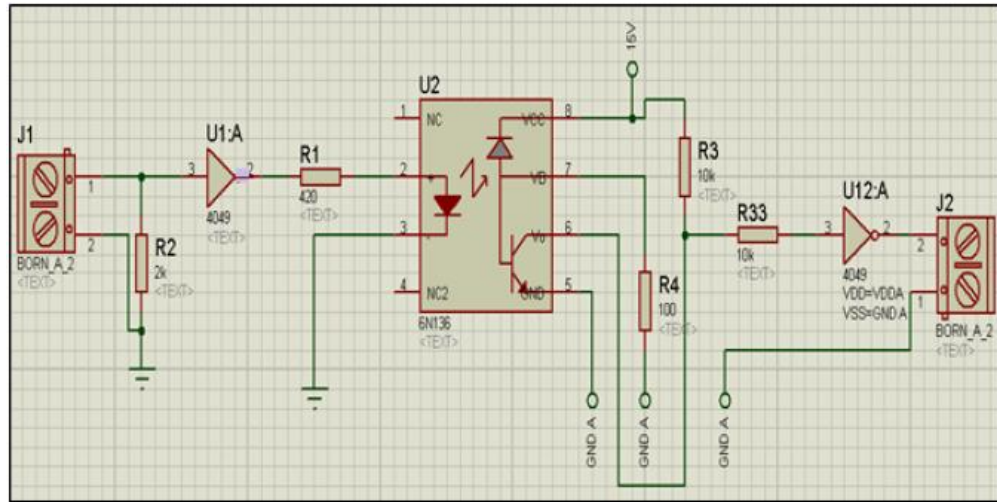 J1
1
2
BORN_A_2
<TEXT>
R2
2k
<TEXT>
U1:A
3
2
4049
<TEXT>
R1
420
<TEXT>
U2
1
NC
2
+
3
-
4
NC2
VCC
8
VB
7
Vo
6
GND
5
6N136
<TEXT>
15V
R3
10k
<TEXT>
R4
100
<TEXT>
R33
10k
<TEXT>
U12:A
3
2
4049
VDD=VDDA
VSS=GND A
<TEXT>
J2
2
1
BORN_A_2
<TEXT>
GND A
GND A
GND A